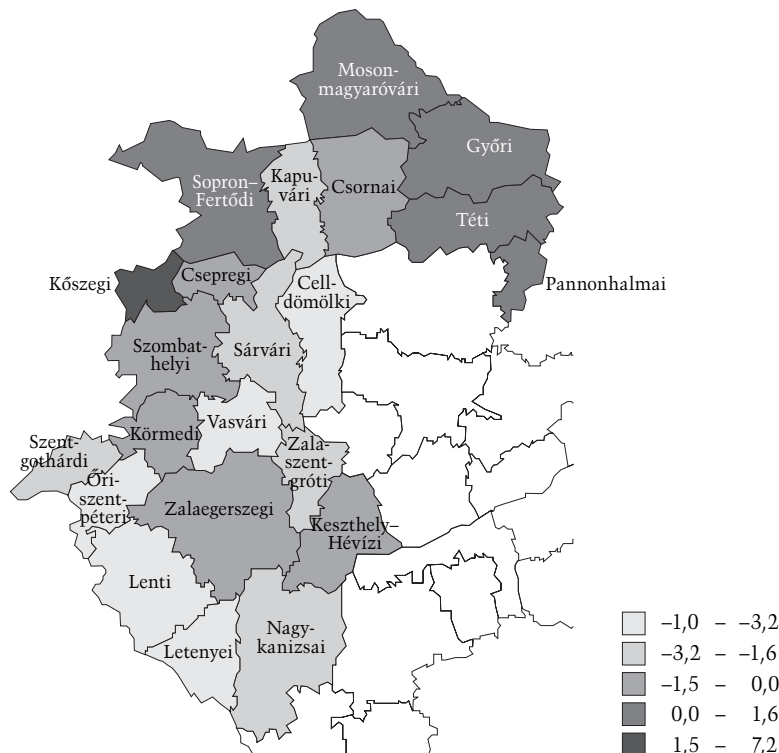 Moson-
magyaróvári
Győri
Sopron–
Fertődi
Kapu-
vári
Csornai
Téti
Kőszegi
Csepregi
Cell-
dömölki
Pannonhalmai
Szombat-
helyi
Sárvári
Szent-
gothárdi
Körmedi
Vasvári
Zala-
szent-
gróti
Őri-
szent-
péteri
Zalaegerszegi
Keszthely–
Hévízi
Lenti
Letenyei
Nagy-
kanizsai
–1,0 – –3,2
–3,2 – –1,6
–1,5 – 0,0
0,0 – 1,6
1,5 – 7,2